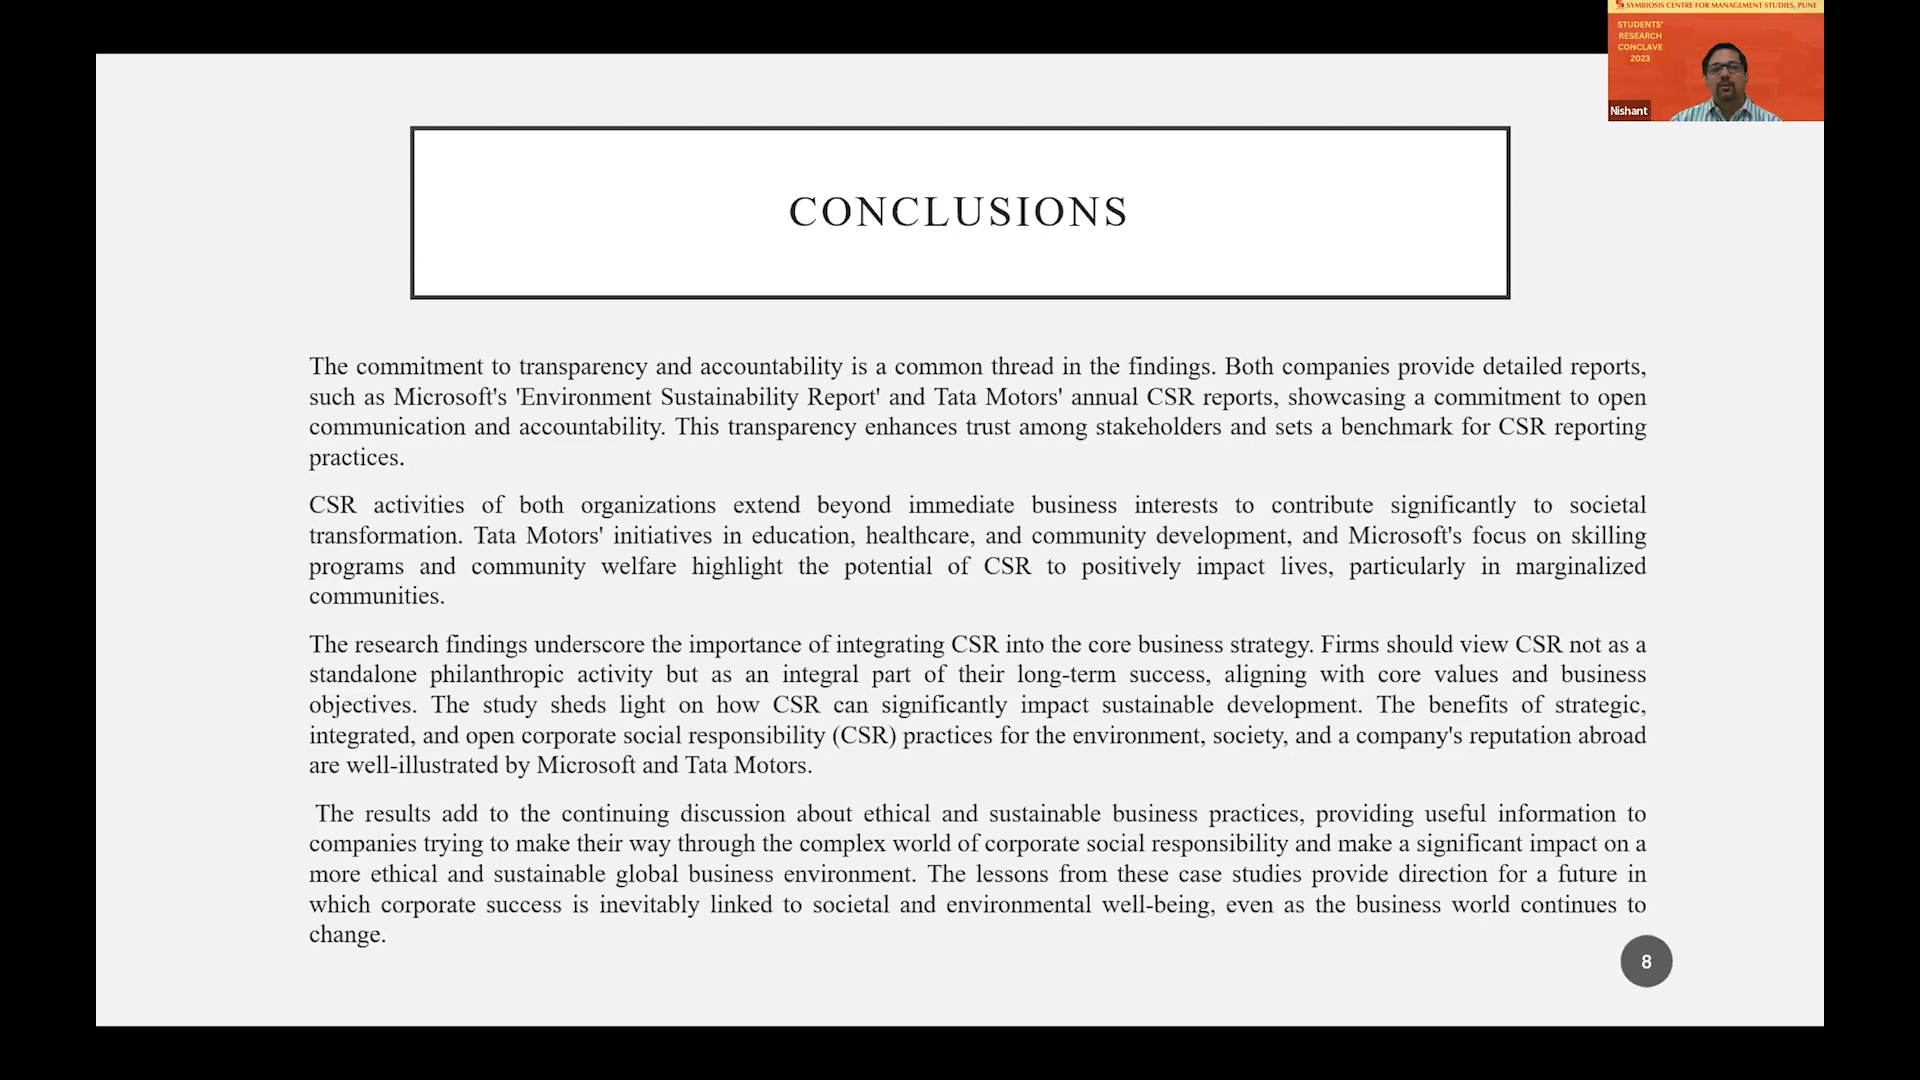 SYMBIOSIS CENTRE FOR MANAGEMENT STUDIES, PUNE
STUDENTS'
RESEARCH
CONCLAVE
2023
Nishant
CONCLUSIONS
The commitment to transparency and accountability is a common thread in the findings. Both companies provide detailed reports,
such as Microsoft's 'Environment Sustainability Report' and Tata Motors' annual CSR reports, showcasing a commitment to open
communication and accountability. This transparency enhances trust among stakeholders and sets a benchmark for CSR reporting
practices.
CSR activities of both organizations extend beyond immediate business interests to contribute significantly to societal
transformation. Tata Motors' initiatives in education, healthcare, and community development, and Microsoft's focus on skilling
programs and community welfare highlight the potential of CSR to positively impact lives, particularly in marginalized
communities.
The research findings underscore the importance of integrating CSR into the core business strategy. Firms should view CSR not as a
standalone philanthropic activity but as an integral part of their long-term success, aligning with core values and business
objectives. The study sheds light on how CSR can significantly impact sustainable development. The benefits of strategic,
integrated, and open corporate social responsibility (CSR) practices for the environment, society, and a company's reputation abroad
are well-illustrated by Microsoft and Tata Motors.
The results add to the continuing discussion about ethical and sustainable business practices, providing useful information to
companies trying to make their way through the complex world of corporate social responsibility and make a significant impact on a
more ethical and sustainable global business environment. The lessons from these case studies provide direction for a future in
which corporate success is inevitably linked to societal and environmental well-being, even as the business world continues to
change.
8